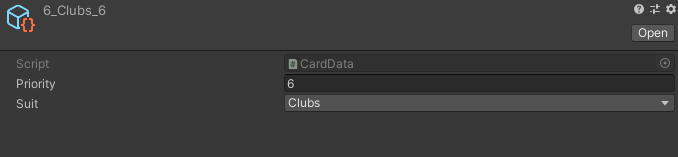 6_Clubs_6
Open
Script CardData
Priority 6
Suit Clubs